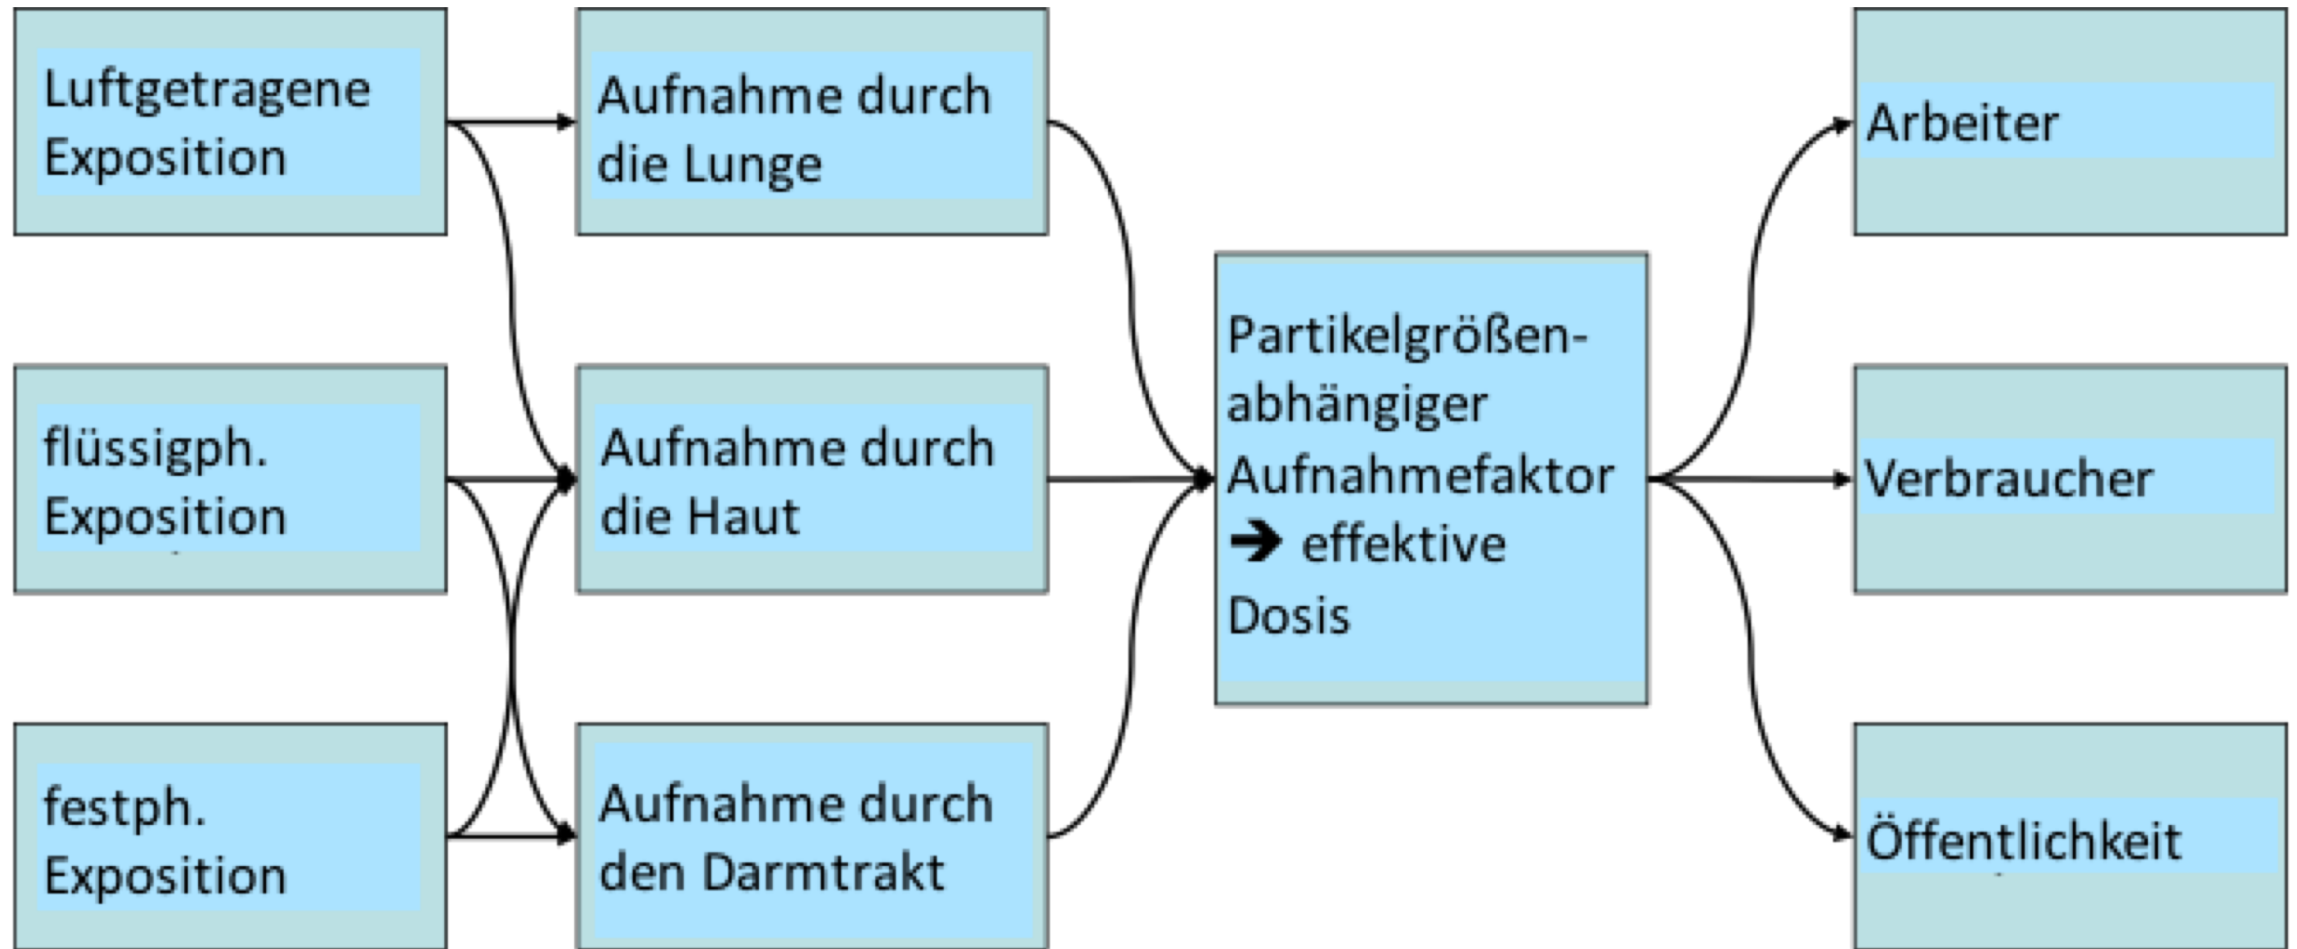 Luftgetragene
Exposition
Aufnahme durch
die Lunge
Arbeiter
flüssigph.
Exposition
Aufnahme durch
die Haut
Partikelgrößen-
abhängiger
Aufnahmefaktor
➔ effektive
Dosis
Verbraucher
festph.
Exposition
Aufnahme durch
den Darmtrakt
Öffentlichkeit